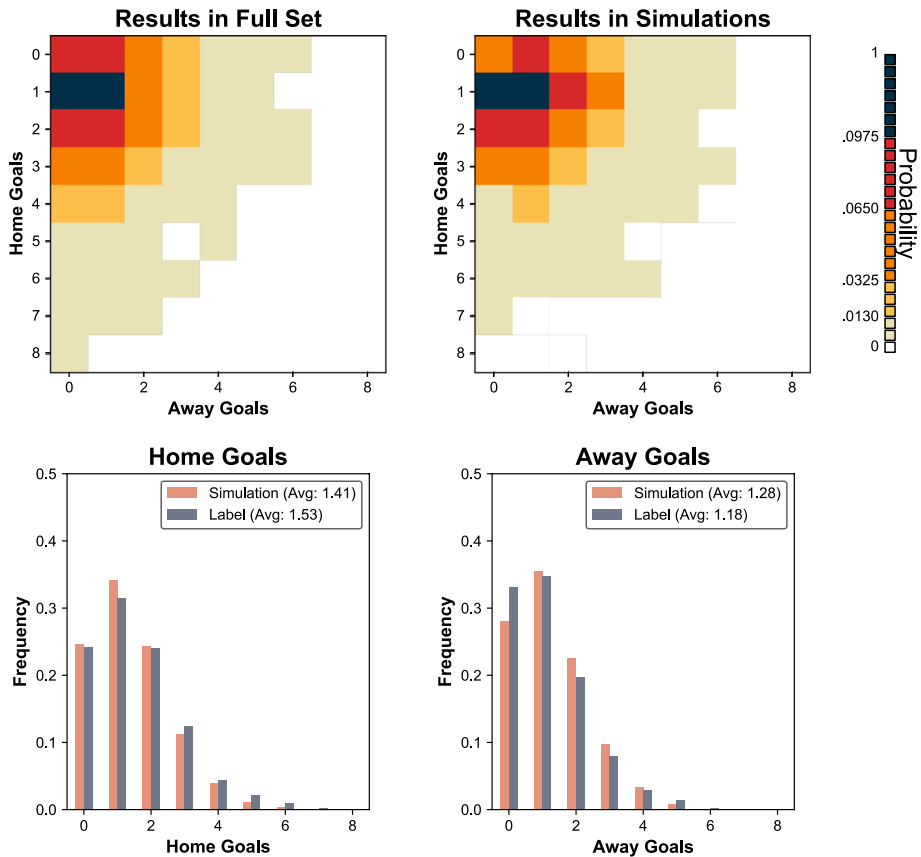 Results in Full Set
0
1
2
3
4
5
6
7
8
Home Goals
0 2 4 6 8
Away Goals
Results in Simulations
0
1
2
3
4
5
6
7
8
Home Goals
0 2 4 6 8
Away Goals
1
.0975
.0650
.0325
.0130
0
Probability
Home Goals
0.5
0.4
0.3
0.2
0.1
0.0
Frequency
Simulation (Avg: 1.41)
Label (Avg: 1.53)
0 2 4 6 8
Home Goals
Away Goals
0.5
0.4
0.3
0.2
0.1
0.0
Frequency
Simulation (Avg: 1.28)
Label (Avg: 1.18)
0 2 4 6 8
Away Goals